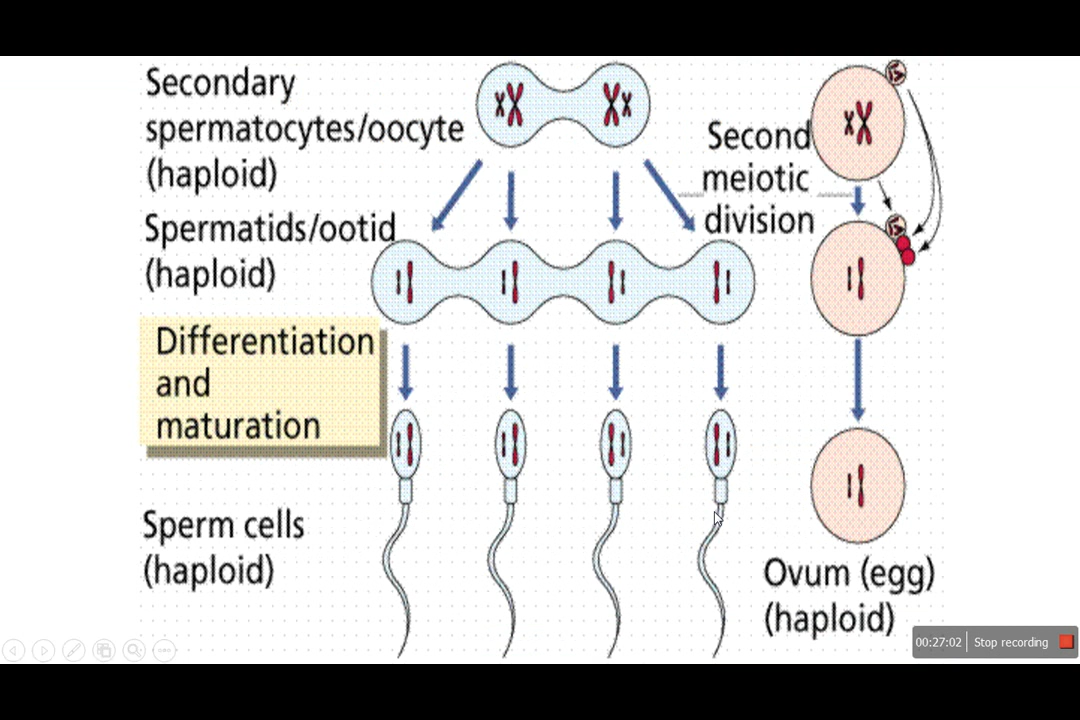 Secondary
spermatocytes/oocyte
(haploid)
Second
meiotic
division
Spermatids/ootid
(haploid)
Differentiation
and
maturation
Sperm cells
(haploid)
Ovum (egg)
(haploid)
00:27:02 Stop recording